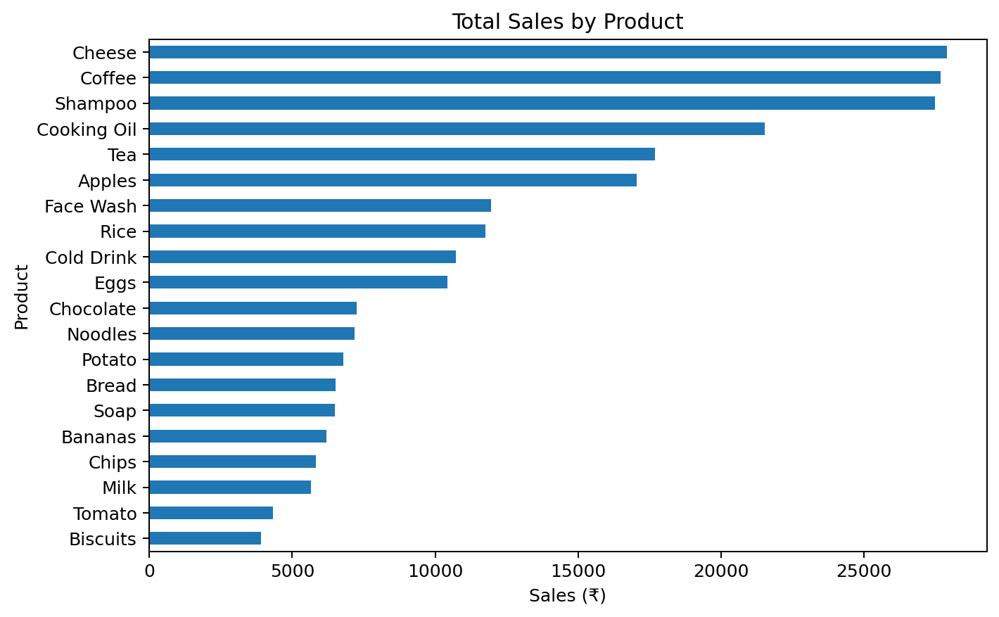 Total Sales by Product
Cheese
Coffee
Shampoo
Cooking Oil
Tea
Apples
Face Wash
Rice
Cold Drink
Eggs
Chocolate
Noodles
Potato
Bread
Soap
Bananas
Chips
Milk
Tomato
Biscuits
Product
0 5000 10000 15000 20000 25000
Sales (₹)